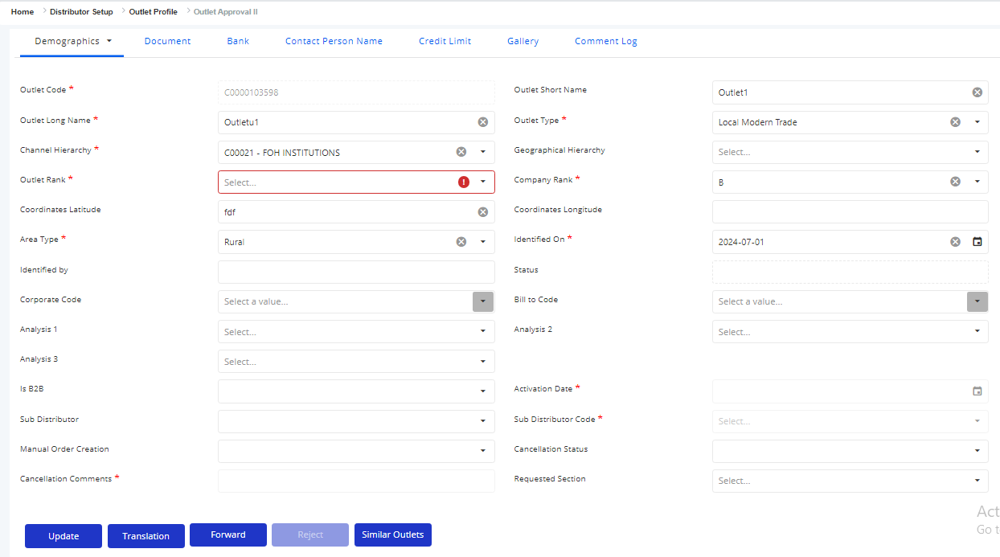 Home > Distributor Setup > Outlet Profile > Outlet Approval II
Demographics Document Bank Contact Person Name Credit Limit Gallery Comment Log
Outlet Code * C0000103598 Outlet Short Name Outlet1
Outlet Long Name * Outletu1 Outlet Type * Local Modern Trade
Channel Hierarchy * C00021 - FOH INSTITUTIONS Geographical Hierarchy Select...
Outlet Rank * Select... ! Company Rank * B
Coordinates Latitude fdf Coordinates Longitude
Area Type * Rural Identified On * 2024-07-01
Identified by Status
Corporate Code Select a value... Bill to Code Select a value...
Analysis 1 Select... Analysis 2 Select...
Analysis 3 Select...
Is B2B Activation Date *
Sub Distributor Sub Distributor Code * Select...
Manual Order Creation Cancellation Status
Cancellation Comments * Requested Section Select...
Act
Go t
Update Translation Forward Reject Similar Outlets